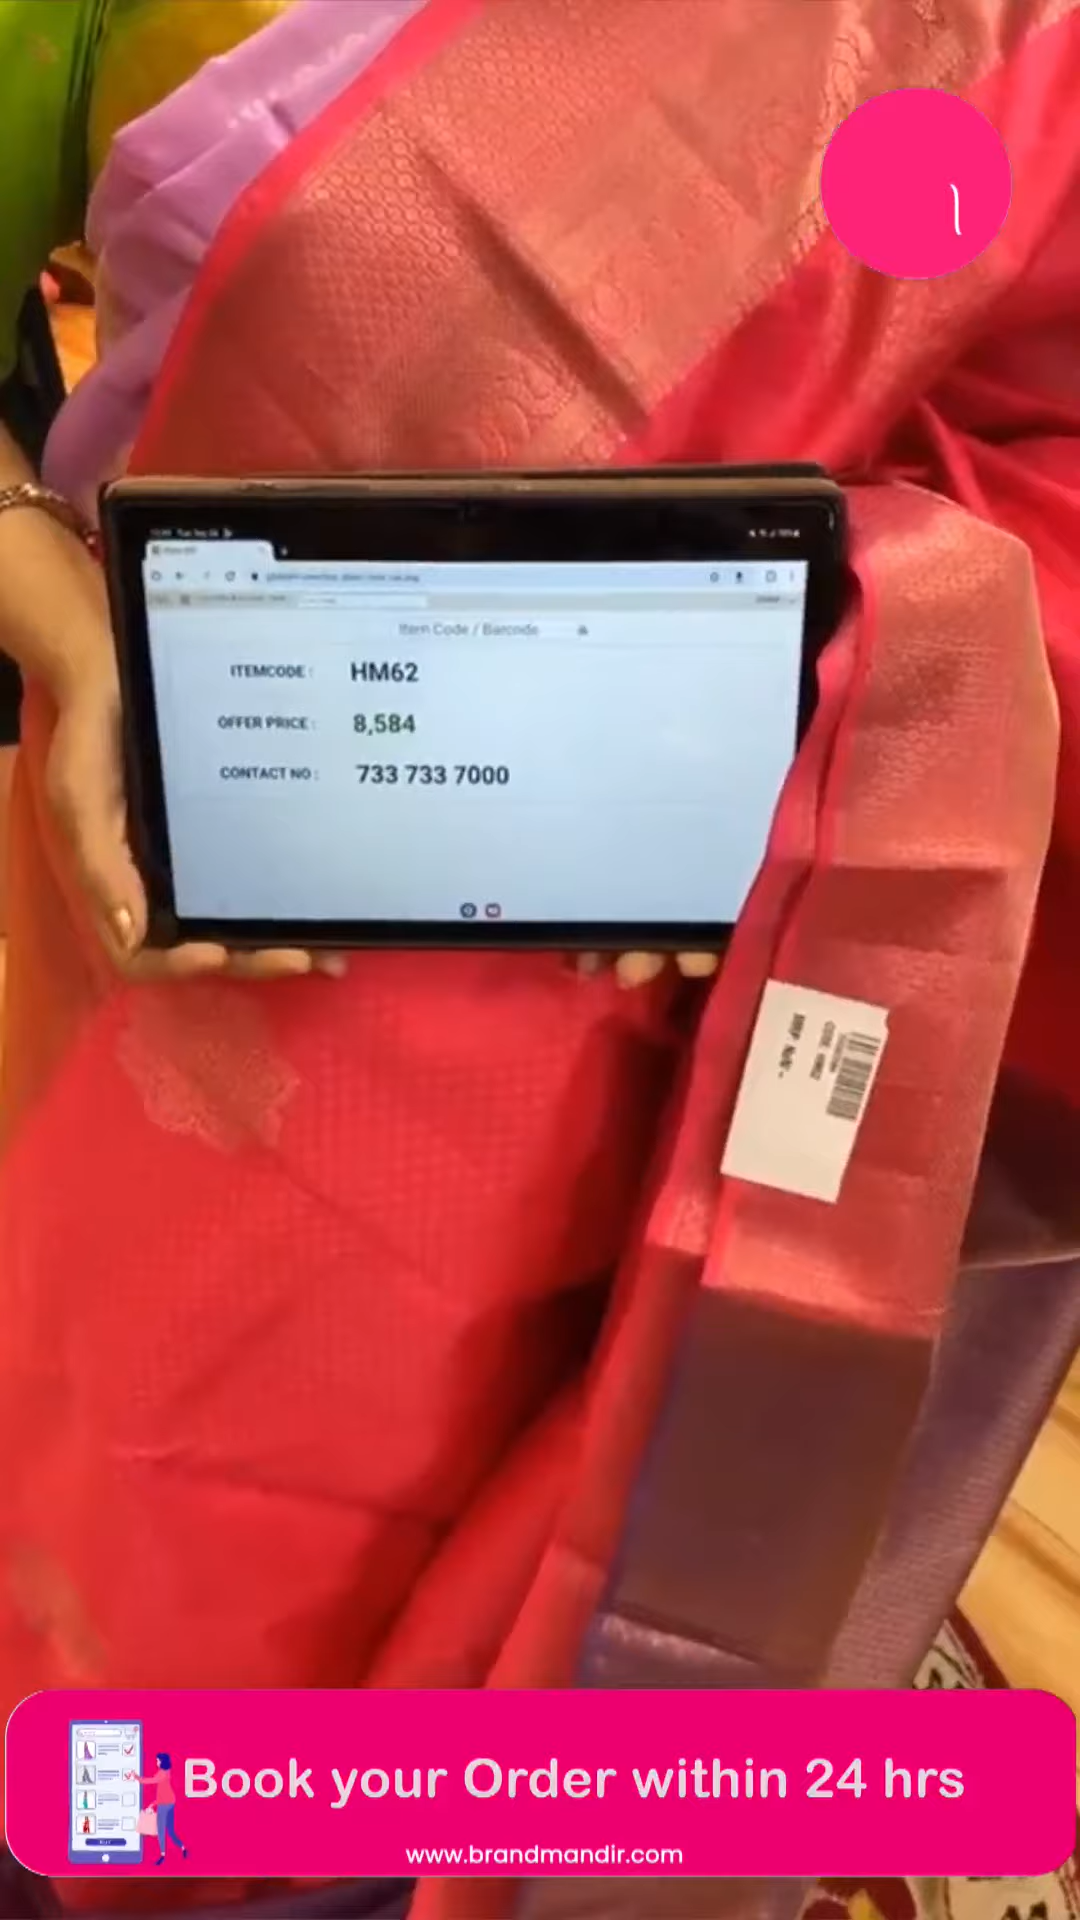 Item Code / Barcode
ITEMCODE : HM62
OFFER PRICE : 8,584
CONTACT NO : 733 733 7000
Book your Order within 24 hrs
www.brandmandir.com